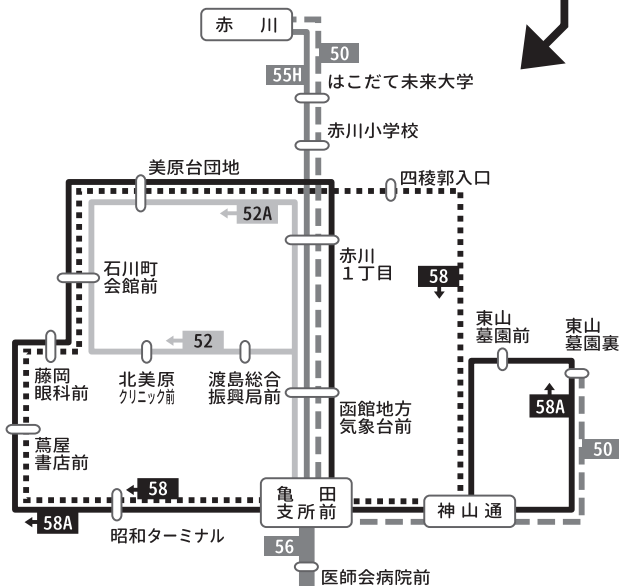 赤 川
50
55H
はこだて未来大学
赤川小学校
美原台団地
四稜郭入口
52A
石川町
会館前
赤川
1丁目
58
東山
墓園前
東山
墓園裏
52
藤岡
眼科前
北美原
クリニック前
渡島総合
振興局前
函館地方
気象台前
58A
蔦屋
書店前
50
58
亀 田
支所前
神山通
58A
昭和ターミナル
56
医師会病院前